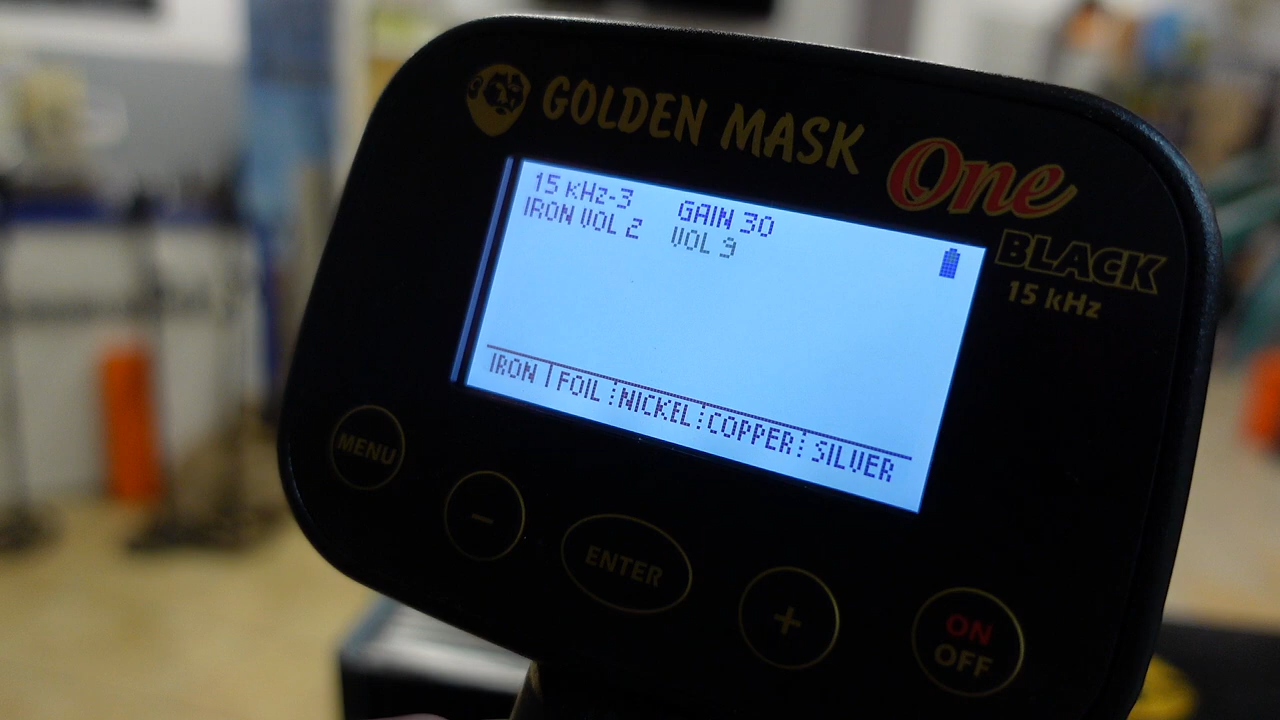 GOLDEN MASK One
BLACK
15 kHz
15 kHz-3 GAIN 30
IRON VOL 2 VOL 9
IRON FOIL NICKEL COPPER SILVER
MENU
-
ENTER
+
ON
OFF